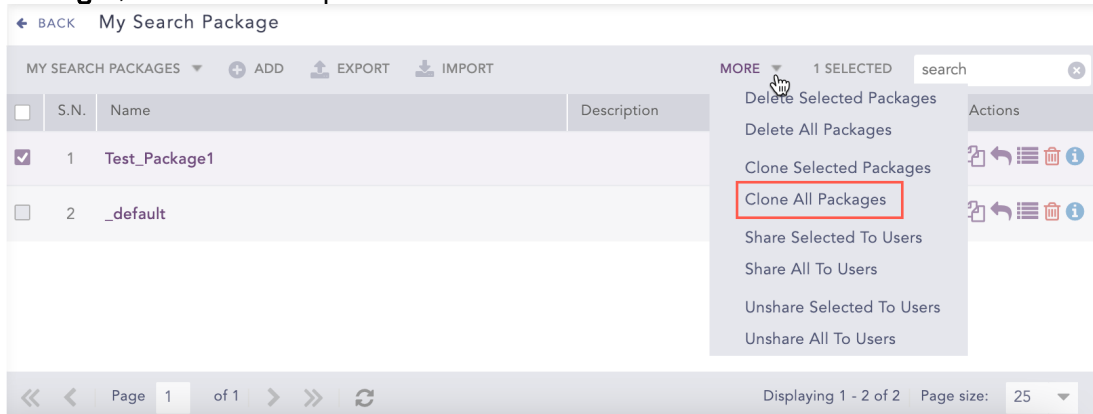 BACK My Search Package
MY SEARCH PACKAGES ADD EXPORT IMPORT MORE 1 SELECTED search
S.N. Name Description Actions
1 Test_Package1
2 _default
Delete Selected Packages
Delete All Packages
Clone Selected Packages
Clone All Packages
Share Selected To Users
Share All To Users
Unshare Selected To Users
Unshare All To Users
Page 1 of 1 Displaying 1 - 2 of 2 Page size: 25